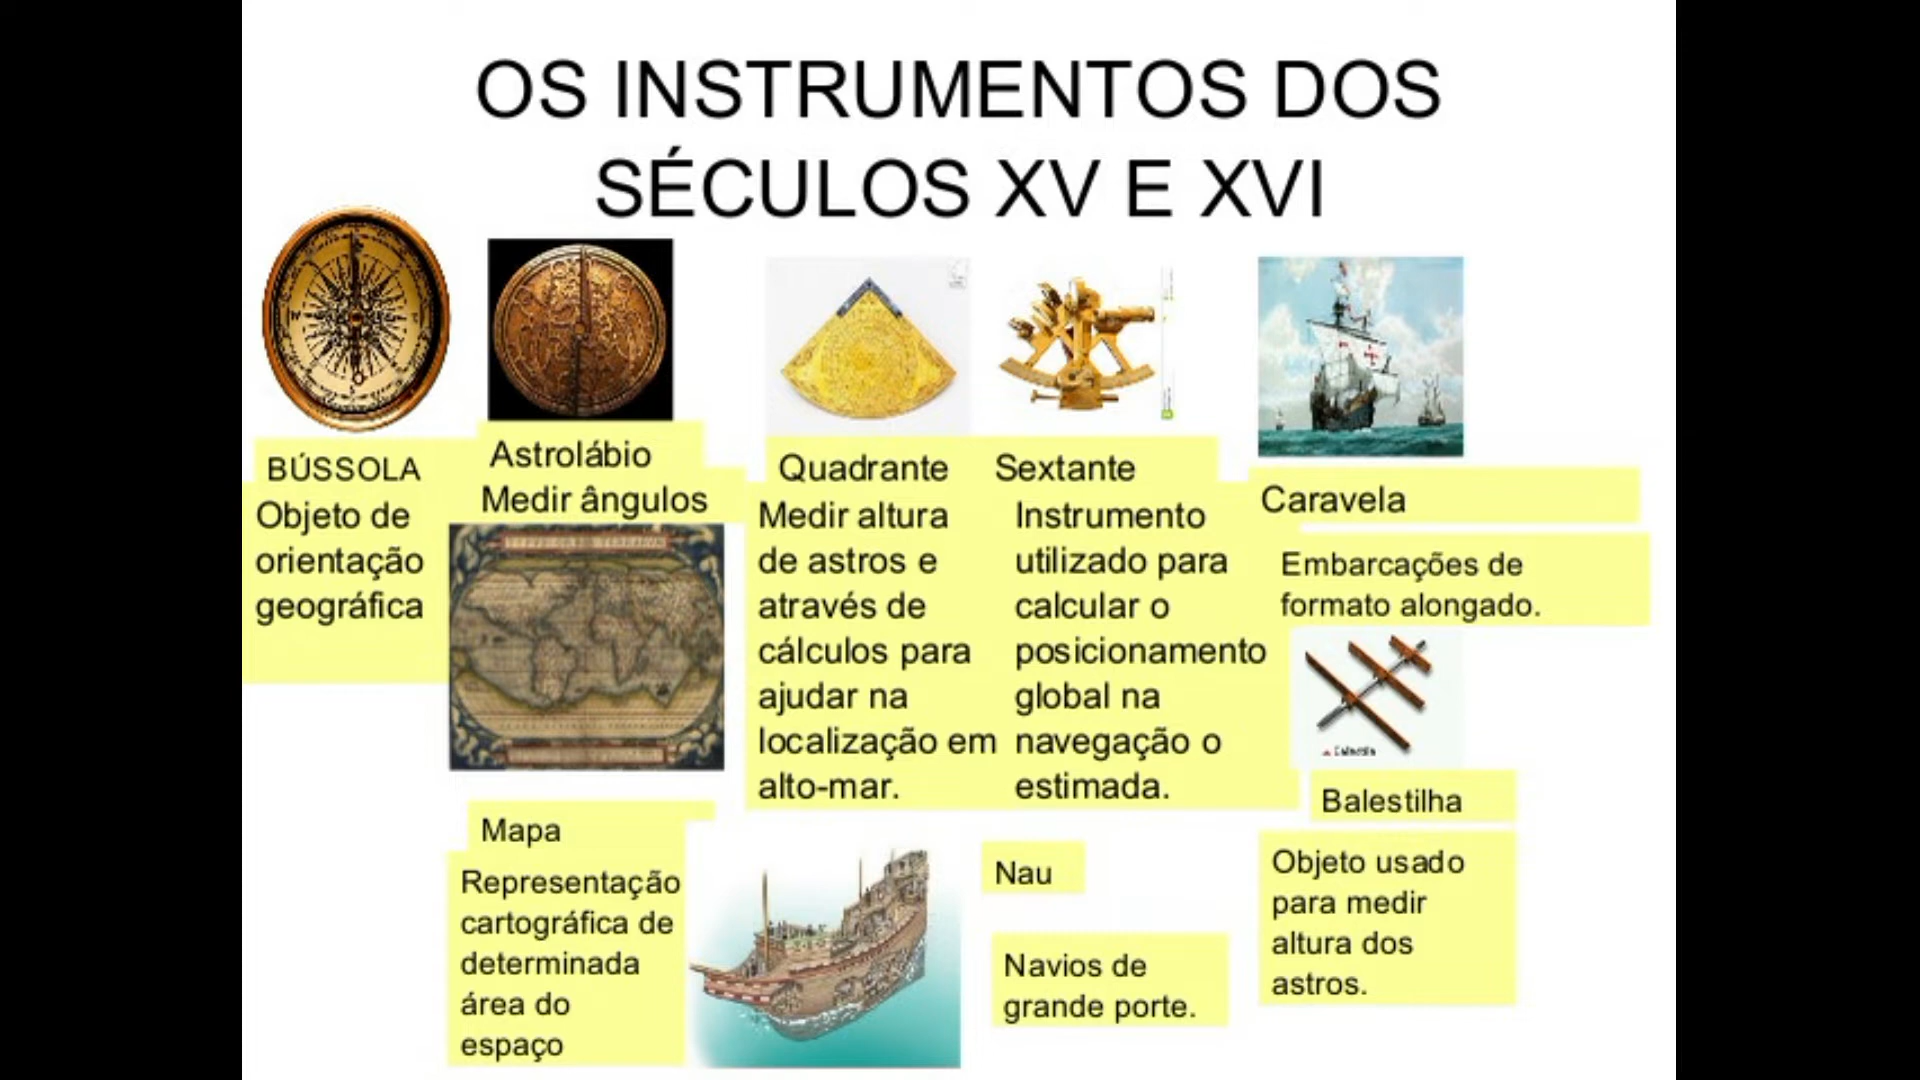 OS INSTRUMENTOS DOS
SÉCULOS XV E XVI
BÚSSOLA
Objeto de
orientação
geográfica
Astrolábio
Medir ângulos
Quadrante
Medir altura
de astros e
através de
cálculos para
ajudar na
localização em
alto-mar.
Sextante
Instrumento
utilizado para
calcular o
posicionamento
global na
navegação o
estimada.
Caravela
Embarcações de
formato alongado.
Balestilha
Objeto usado
para medir
altura dos
astros.
Mapa
Representação
cartográfica de
determinada
área do
espaço
Nau
Navios de
grande porte.